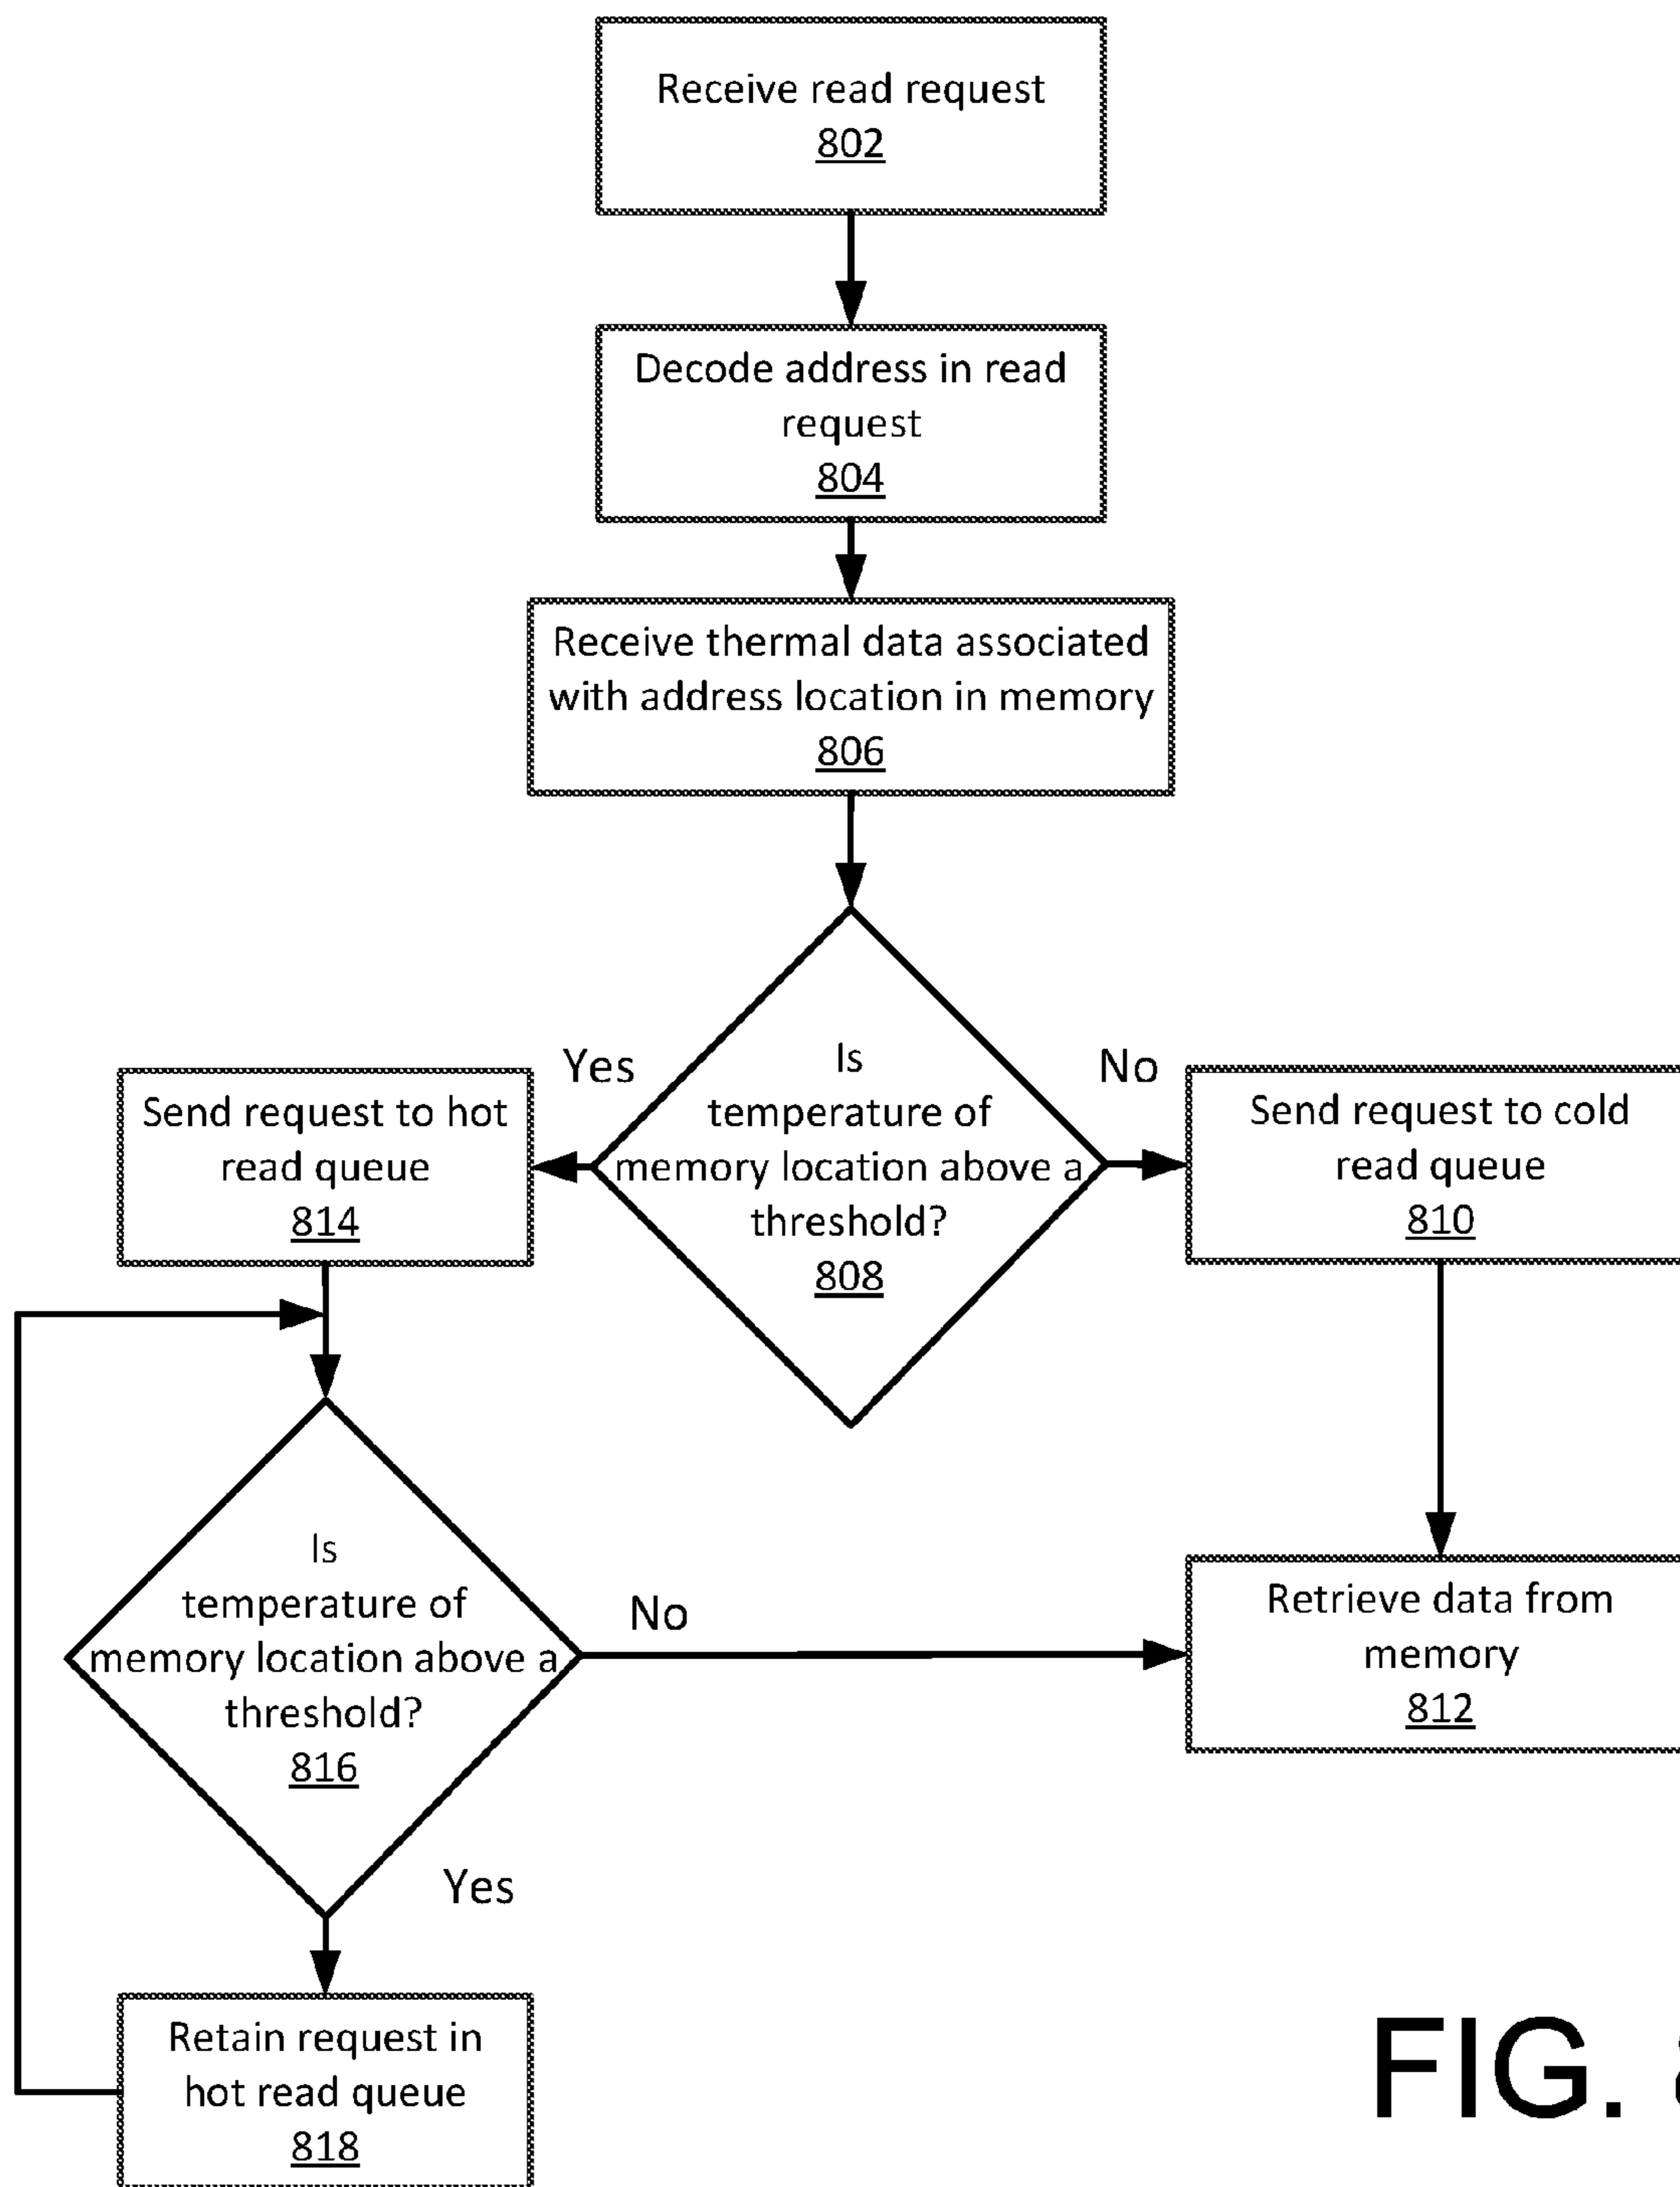 Receive read request
802
Decode address in read
request
804
Receive thermal data associated
with address location in memory
806
Is
temperature of
memory location above a
threshold?
808
Yes
No
Send request to hot
read queue
814
Send request to cold
read queue
810
Is
temperature of
memory location above a
threshold?
816
No
Yes
Retrieve data from
memory
812
Retain request in
hot read queue
818
FIG. 8